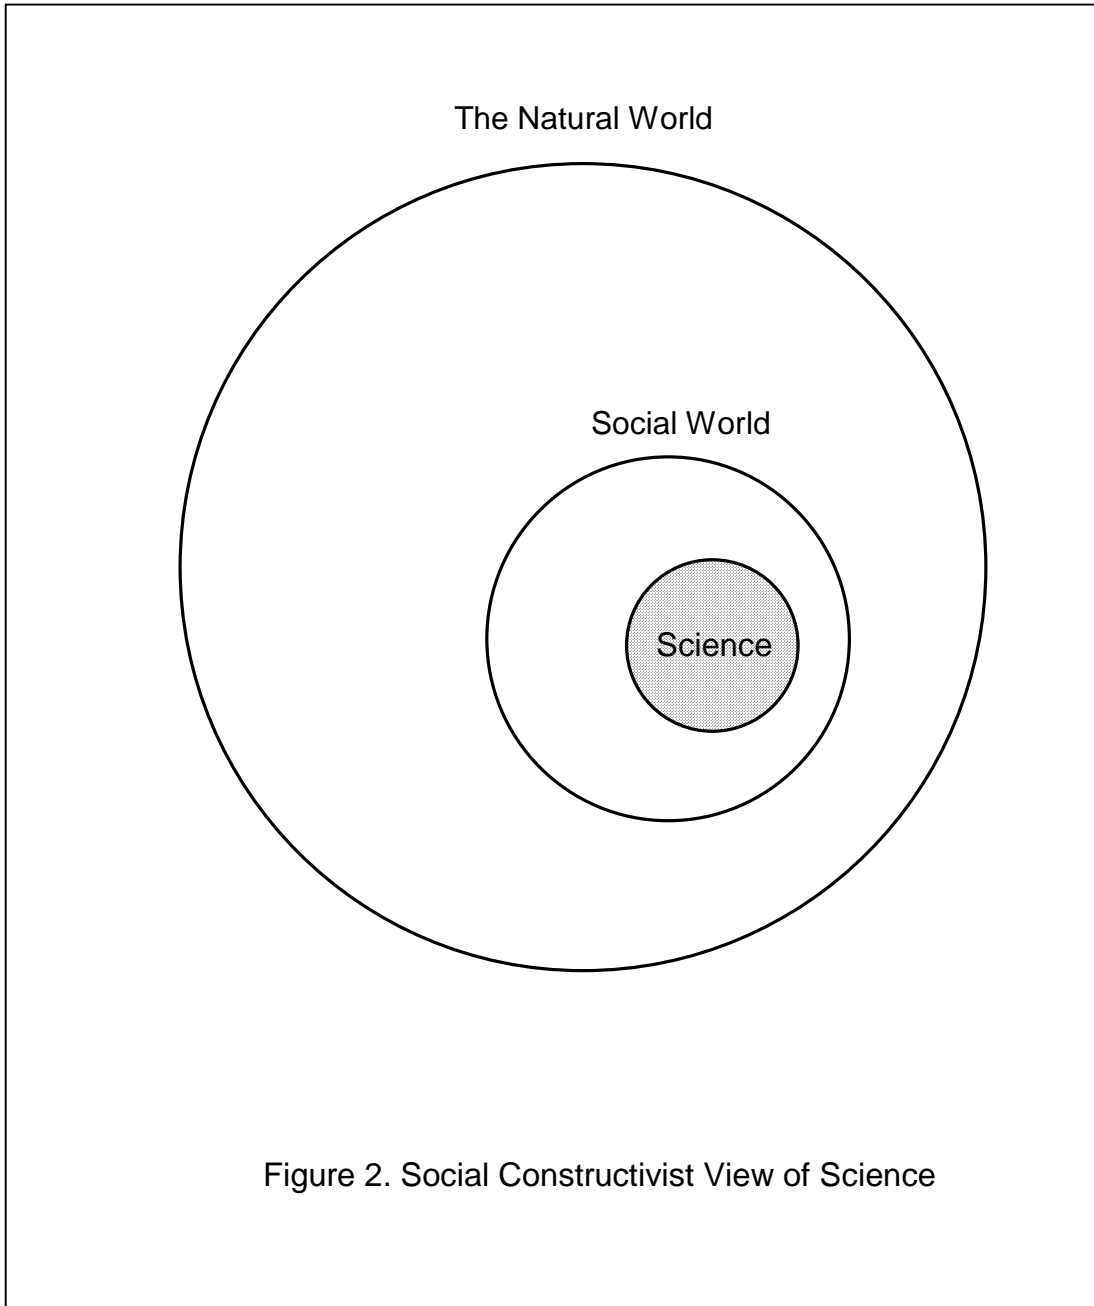 The Natural World
Social World
Science
Figure 2. Social Constructivist View of Science